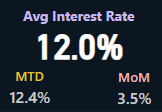 Avg Interest Rate
12.0%
MTD MoM
12.4% 3.5%